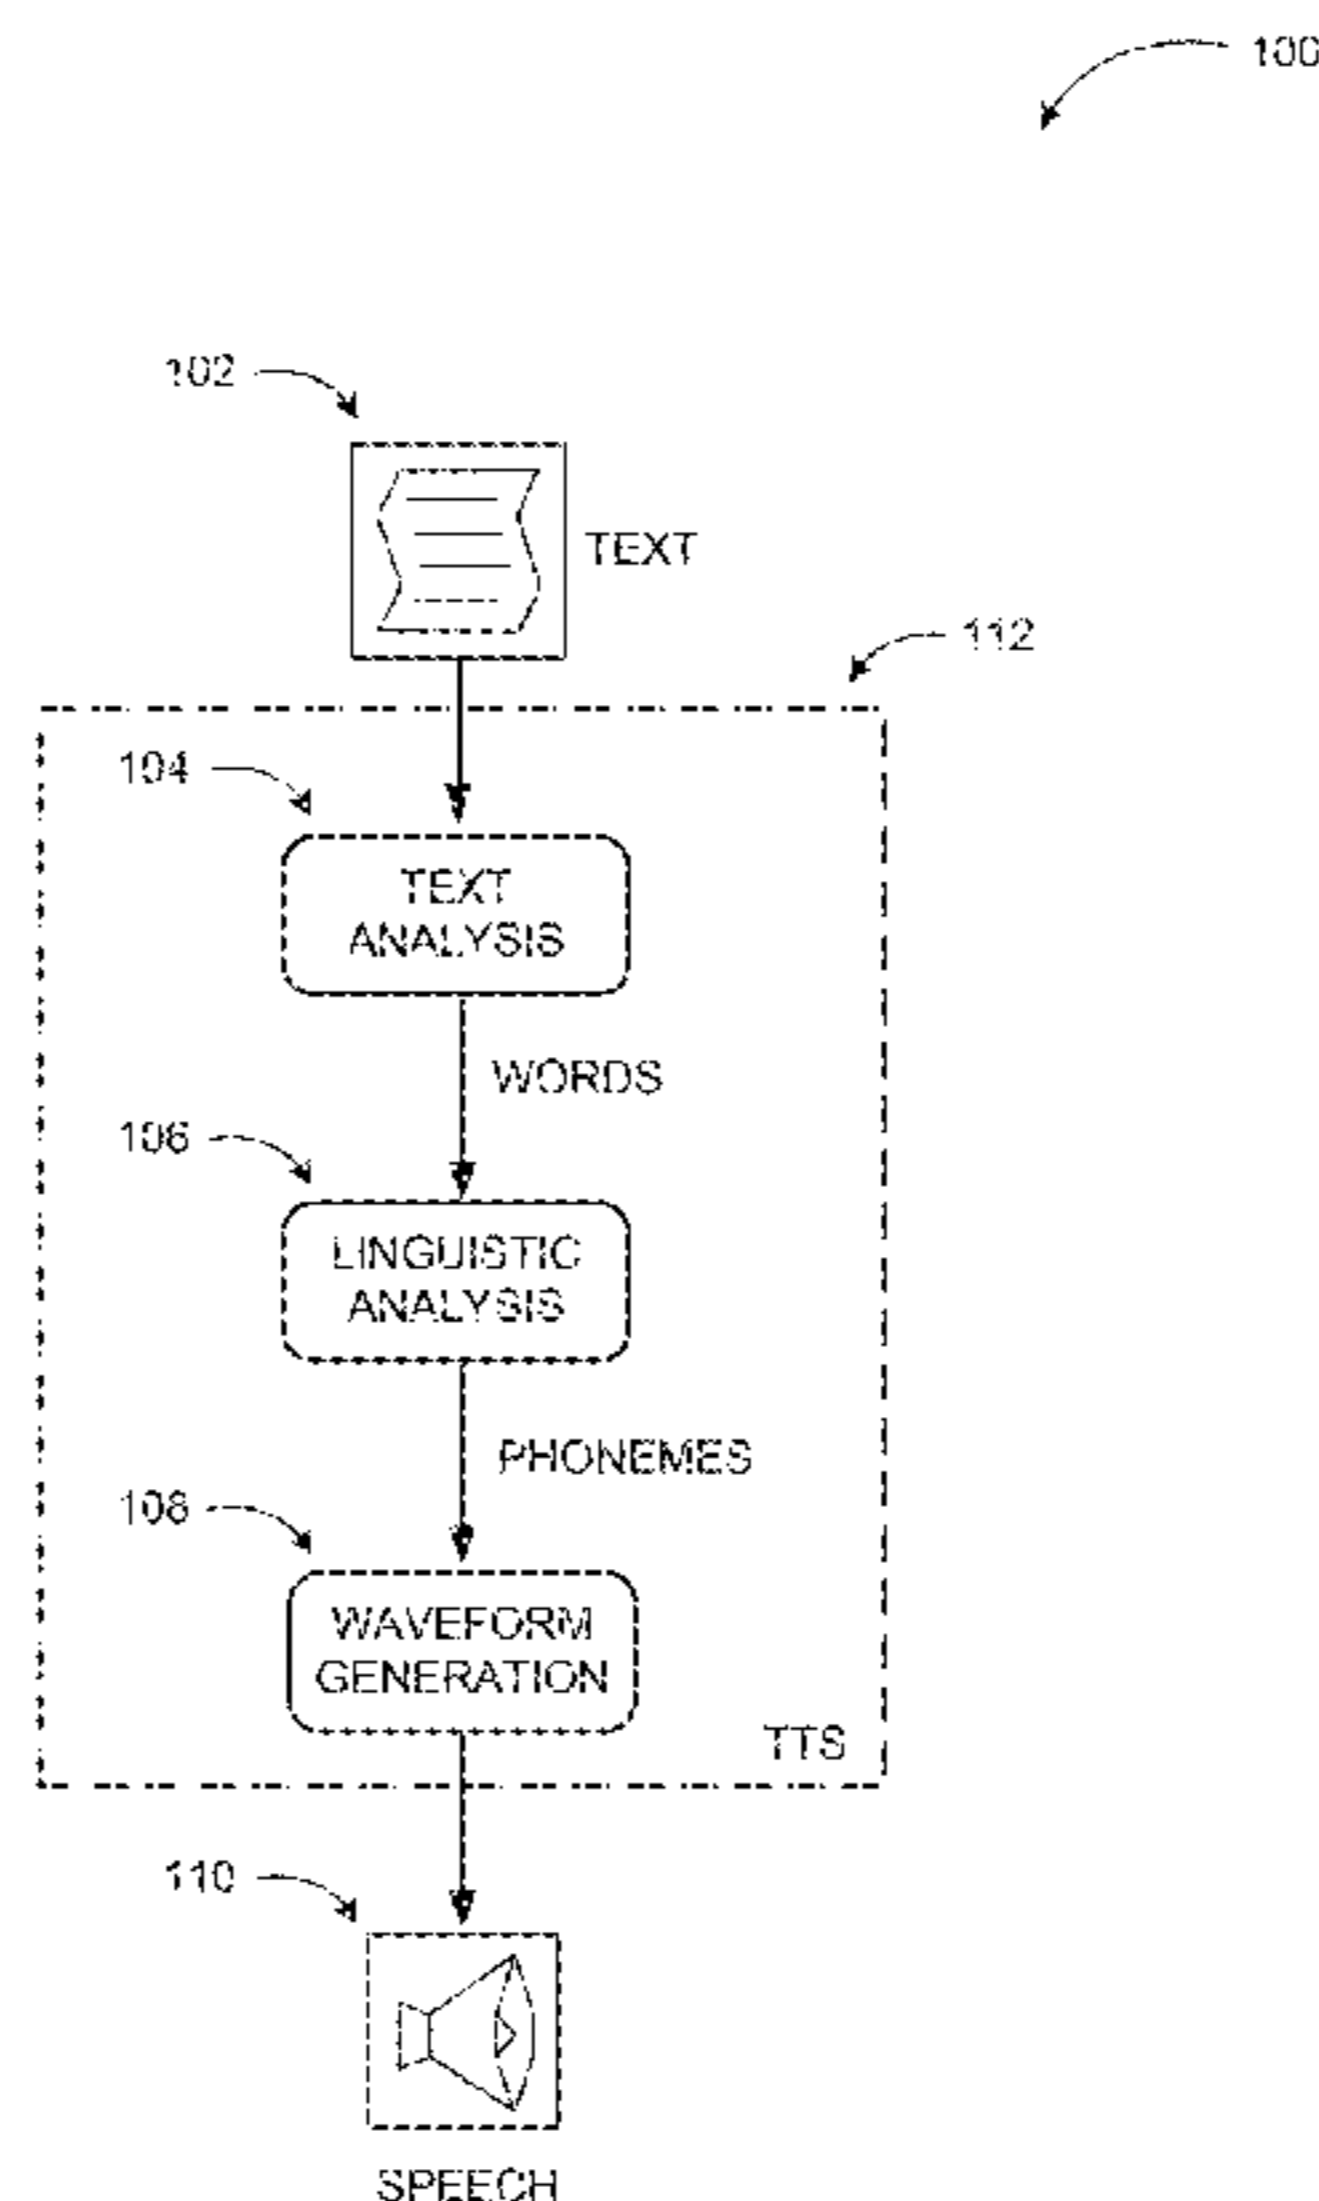 100
102
TEXT
112
104
TEXT
ANALYSIS
WORDS
106
LINGUISTIC
ANALYSIS
PHONEMES
108
WAVEFORM
GENERATION
TTS
110
SPEECH